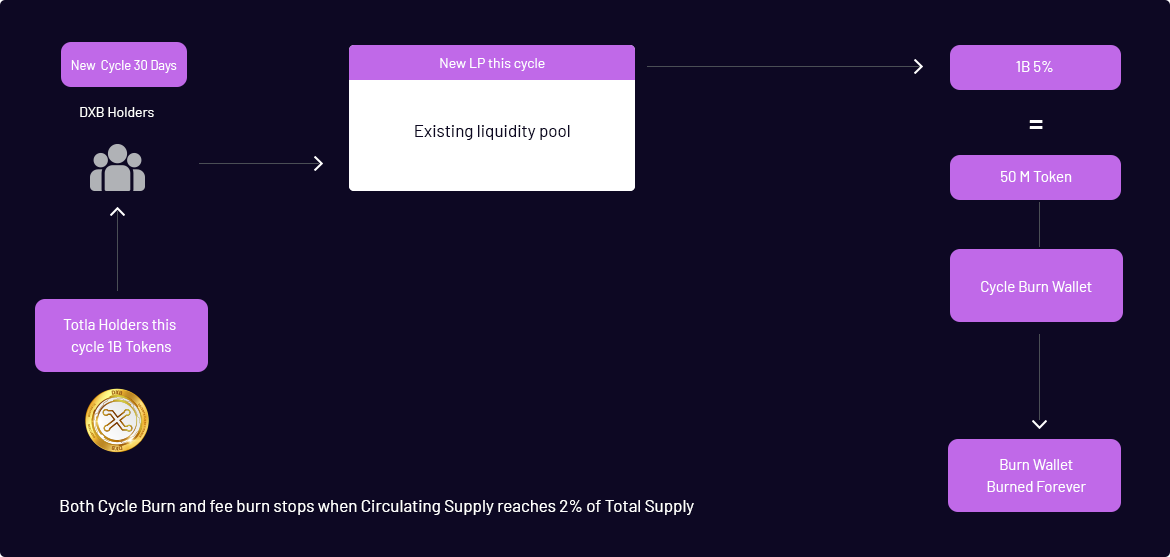 New Cycle 30 Days
DXB Holders
Totla Holders this
cycle 1B Tokens
DXB
DXB
New LP this cycle
Existing liquidity pool
1B 5%
=
50 M Token
Cycle Burn Wallet
Burn Wallet
Burned Forever
Both Cycle Burn and fee burn stops when Circulating Supply reaches 2% of Total Supply